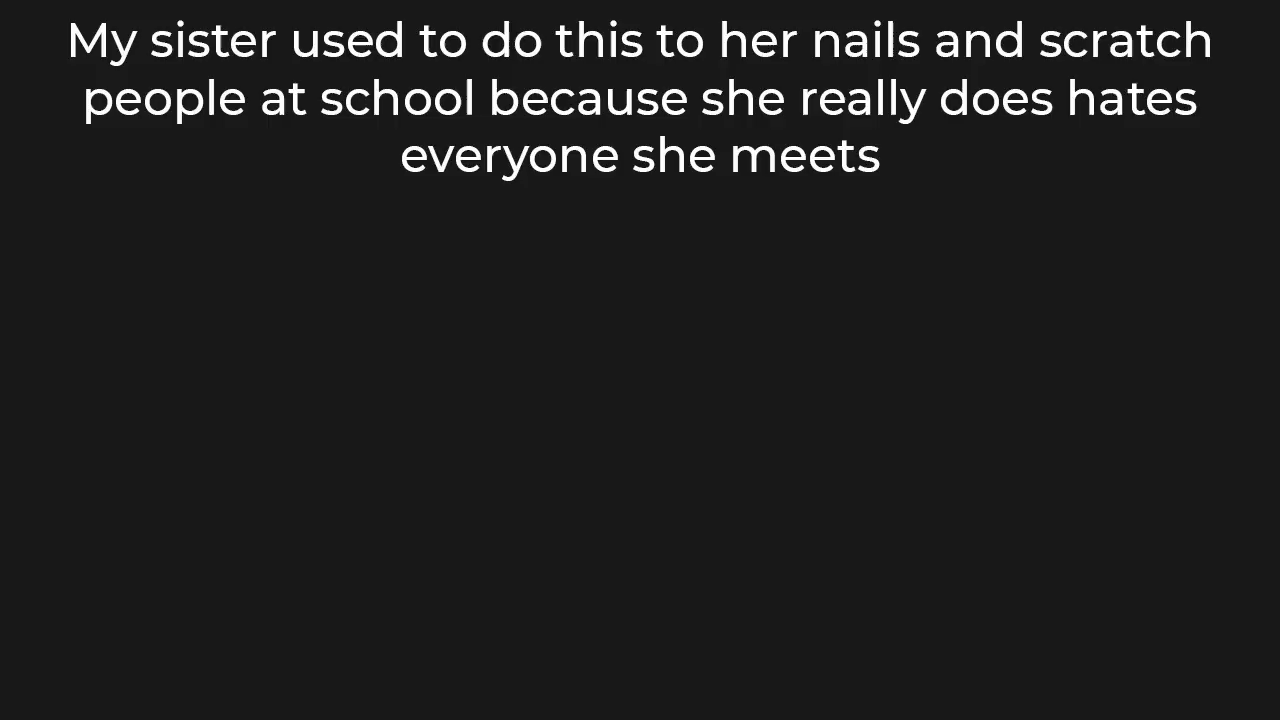 My sister used to do this to her nails and scratch
people at school because she really does hates
everyone she meets